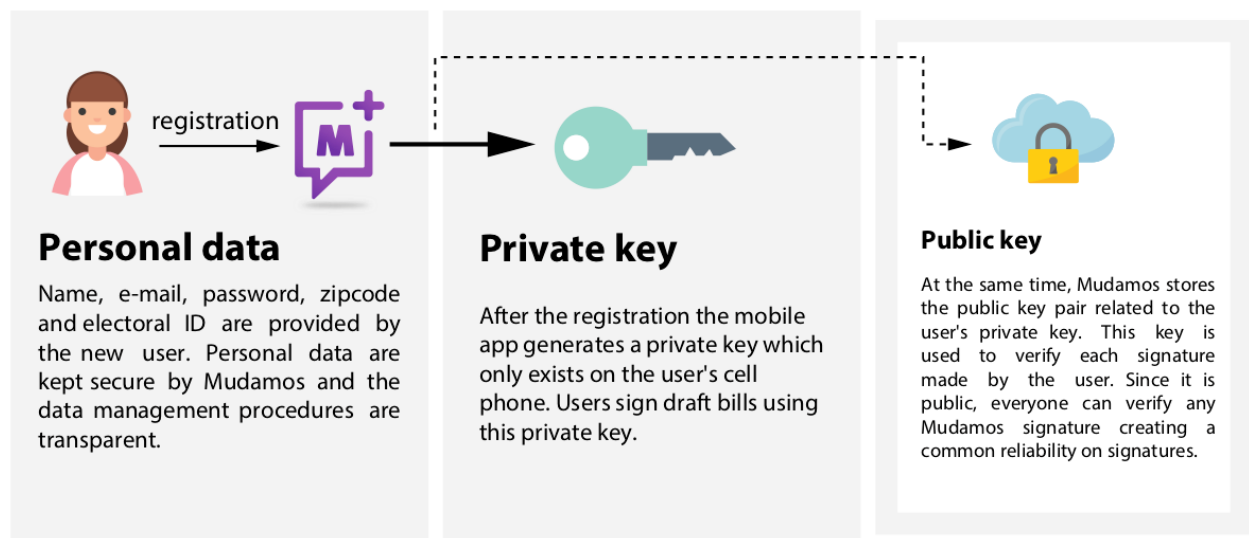 registration
M
Personal data
Name, e-mail, password, zipcode
and electoral ID are provided by
the new user. Personal data are
kept secure by Mudamos and the
data management procedures are
transparent.
Private key
After the registration the mobile
app generates a private key which
only exists on the user's cell
phone. Users sign draft bills using
this private key.
Public key
At the same time, Mudamos stores
the public key pair related to the
user's private key. This key is
used to verify each signature
made by the user. Since it is
public, everyone can verify any
Mudamos signature creating a
common reliability on signatures.